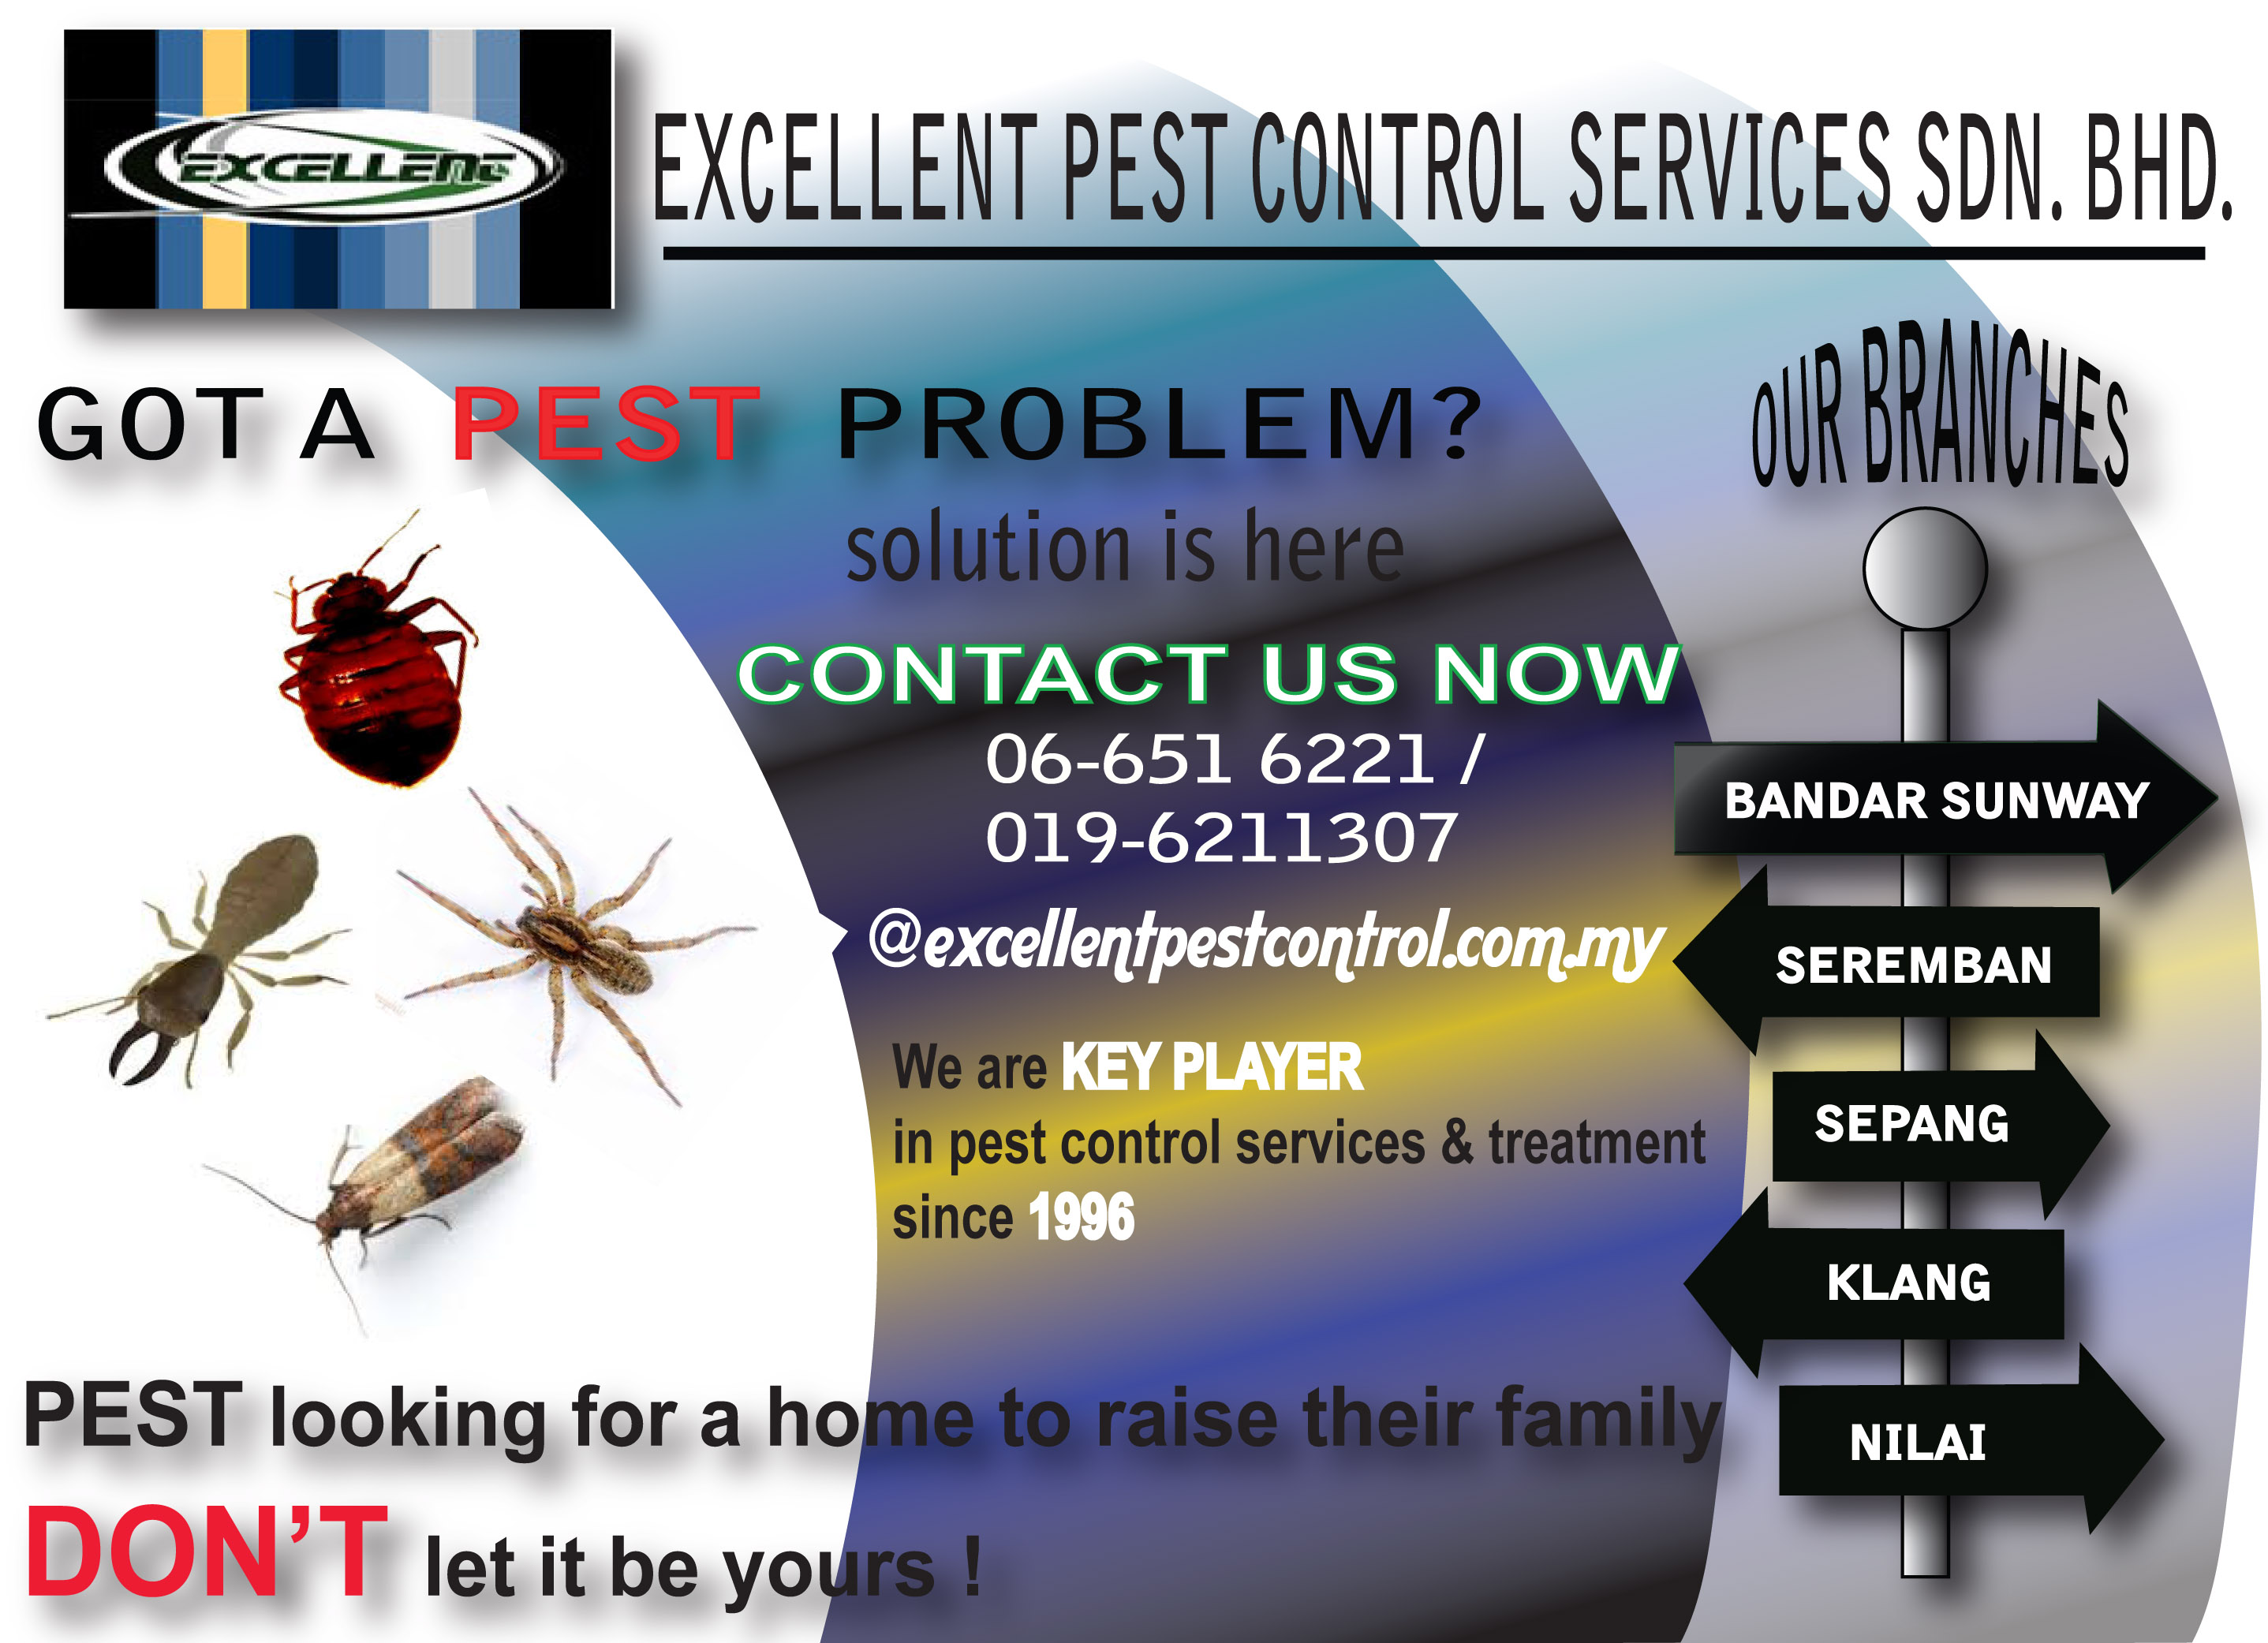 EXCELLENT
EXCELLENT PEST CONTROL SERVICES SDN. BHD.
GOT A PEST PROBLEM?
solution is here
CONTACT US NOW
06-651 6221 /
019-6211307
@excellentpestcontrol.com.my
We are KEY PLAYER
in pest control services & treatment
since 1996
OUR BRANCHES
BANDAR SUNWAY
SEREMBAN
SEPANG
KLANG
NILAI
PEST looking for a home to raise their family
DON'T let it be yours !